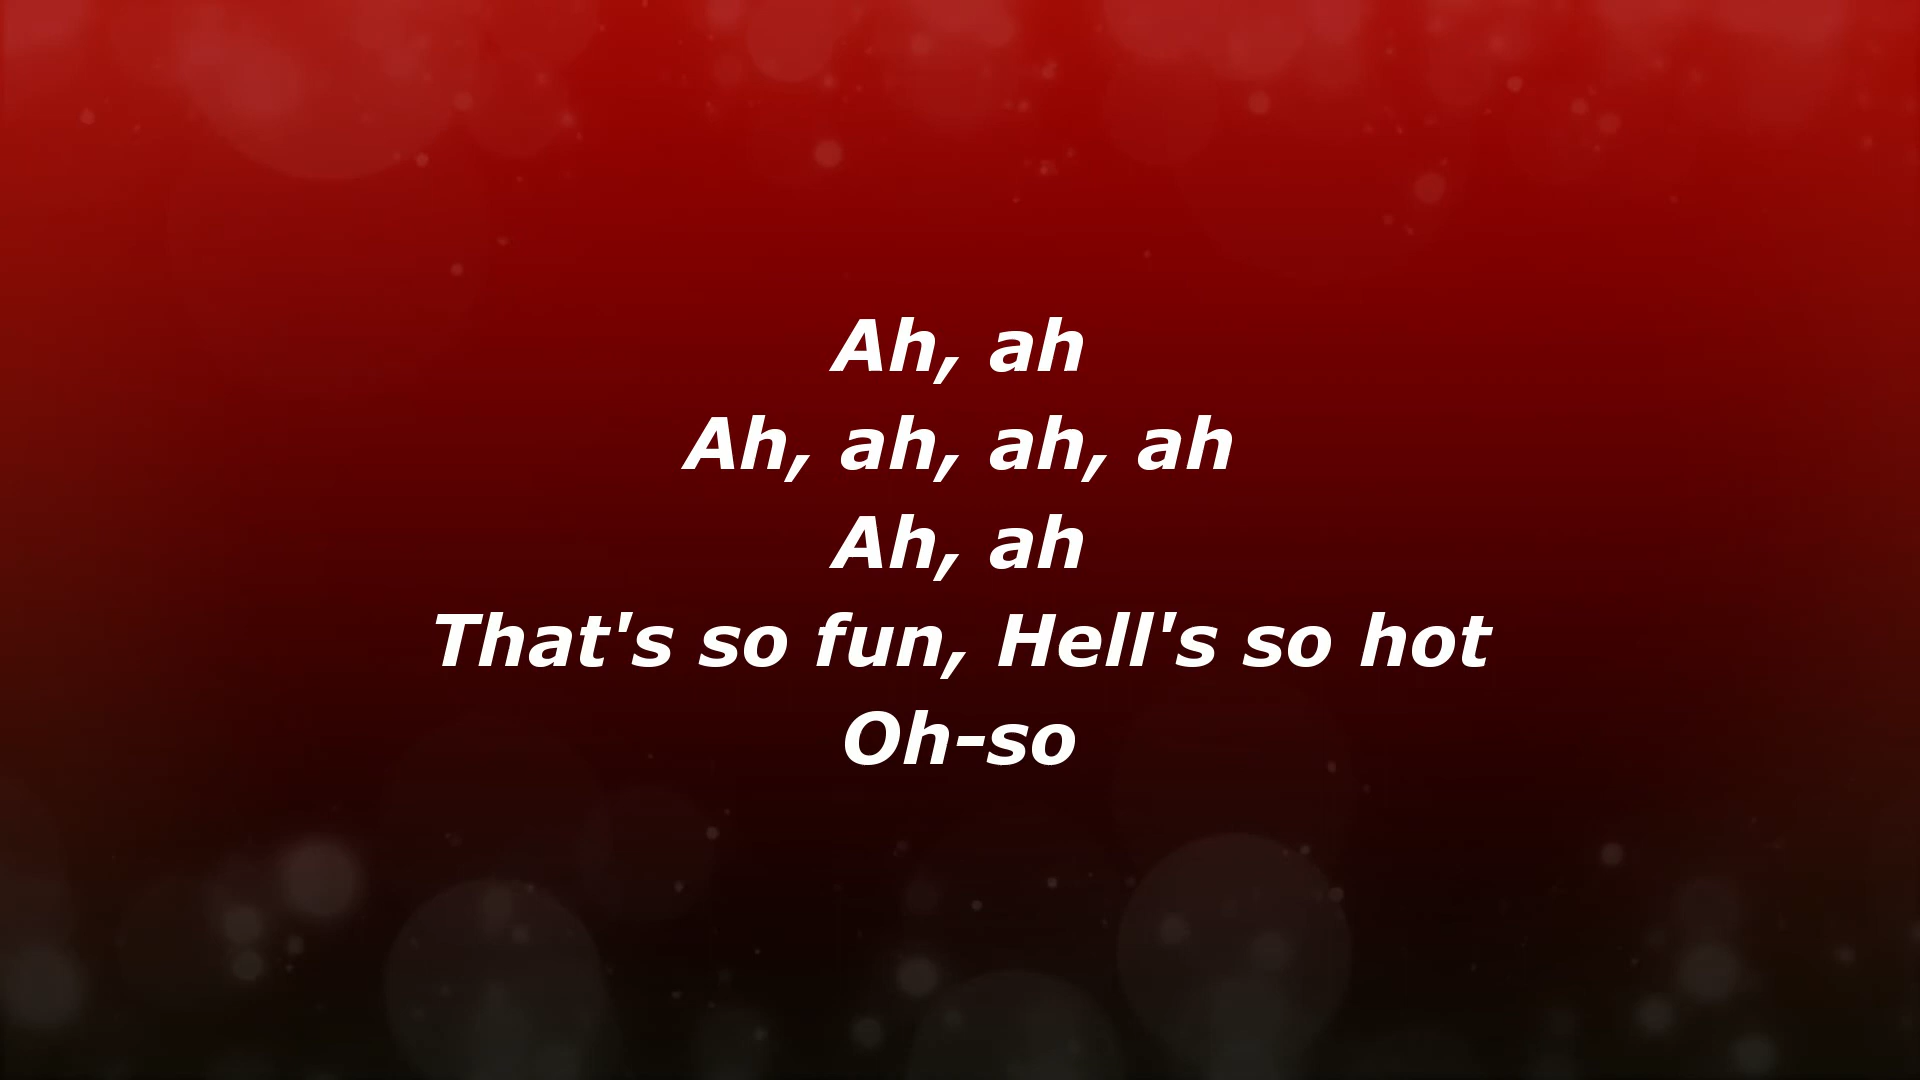 Ah, ah
Ah, ah, ah, ah
Ah, ah
That's so fun, Hell's so hot
Oh-so